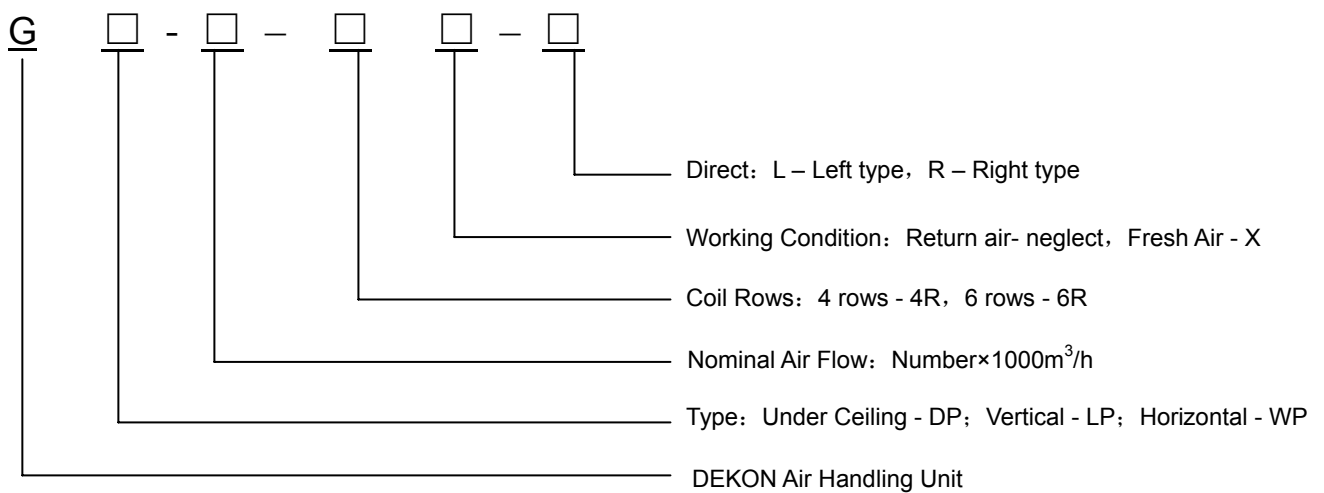 G □ - □ – □ □ – □
Direct：L – Left type，R – Right type
Working Condition：Return air- neglect，Fresh Air - X
Coil Rows：4 rows - 4R，6 rows - 6R
Nominal Air Flow：Number×1000m³/h
Type：Under Ceiling - DP；Vertical - LP；Horizontal - WP
DEKON Air Handling Unit